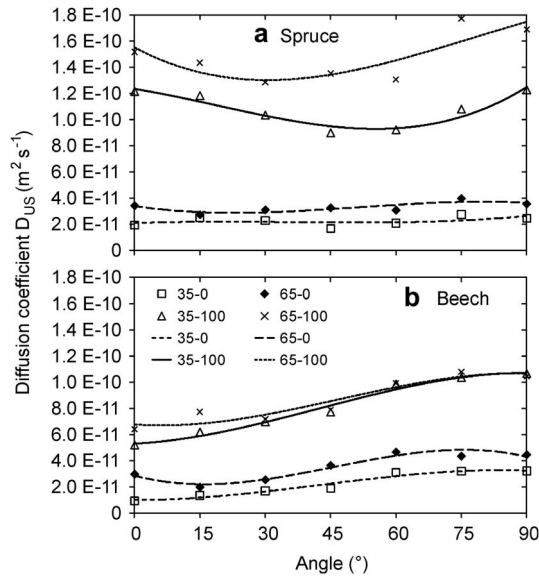 Diffusion coefficient D_US (m² s⁻¹)
1.8 E-10
1.6 E-10
1.4 E-10
1.2 E-10
1.0 E-10
8.0 E-11
6.0 E-11
4.0 E-11
2.0 E-11
0
a Spruce
1.8 E-10
1.6 E-10
1.4 E-10
1.2 E-10
1.0 E-10
8.0 E-11
6.0 E-11
4.0 E-11
2.0 E-11
0
b Beech
35-0 65-0
35-100 65-100
35-0 65-0
35-100 65-100
0 15 30 45 60 75 90
Angle (°)